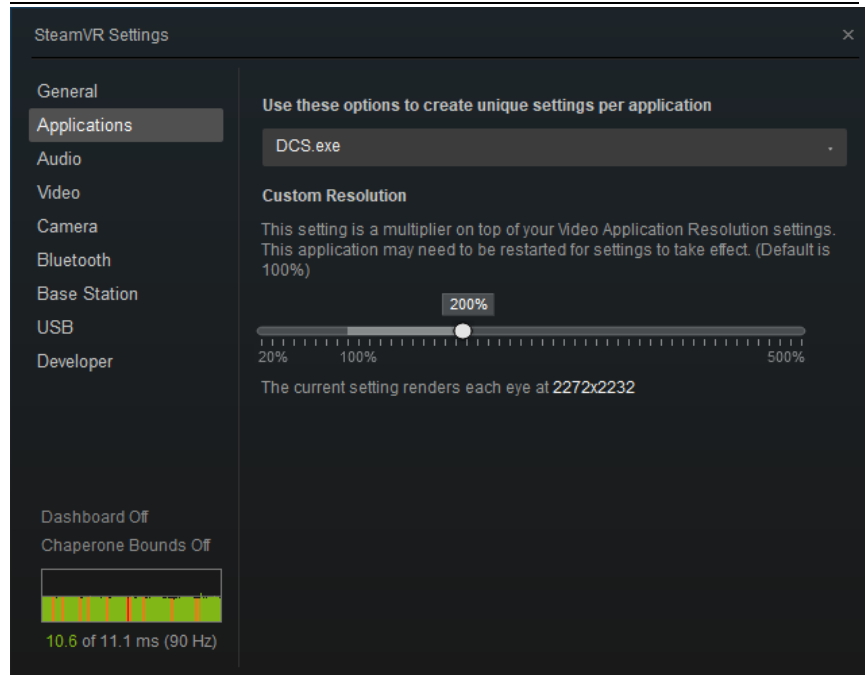 SteamVR Settings
General
Applications
Audio
Video
Camera
Bluetooth
Base Station
USB
Developer
Dashboard Off
Chaperone Bounds Off
10.6 of 11.1 ms (90 Hz)
Use these options to create unique settings per application
DCS.exe
Custom Resolution
This setting is a multiplier on top of your Video Application Resolution settings.
This application may need to be restarted for settings to take effect. (Default is
100%)
200%
20% 100% 500%
The current setting renders each eye at 2272x2232